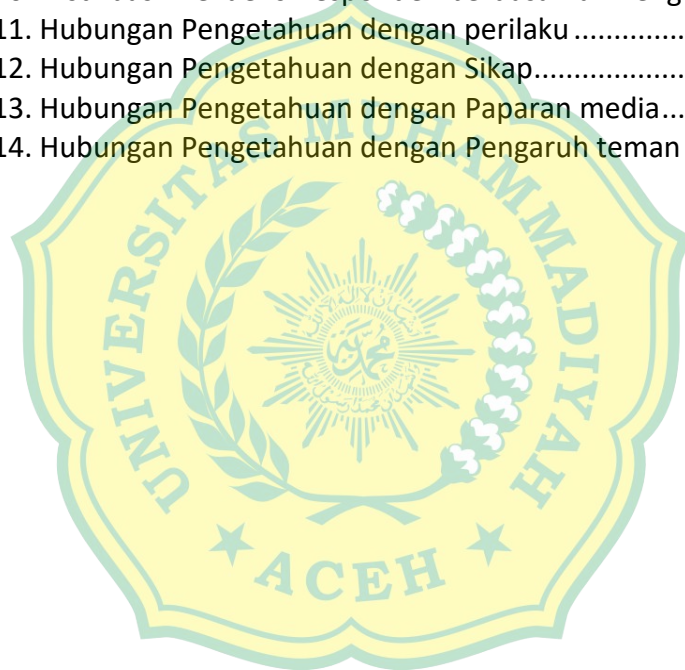 11. Hubungan Pengetahuan dengan perilaku ..............
12. Hubungan Pengetahuan dengan Sikap...................
13. Hubungan Pengetahuan dengan Paparan media...
14. Hubungan Pengetahuan dengan Pengaruh teman
UNIVERSITAS MUHAMMADIYAH
محمدية
★ ACEH ★